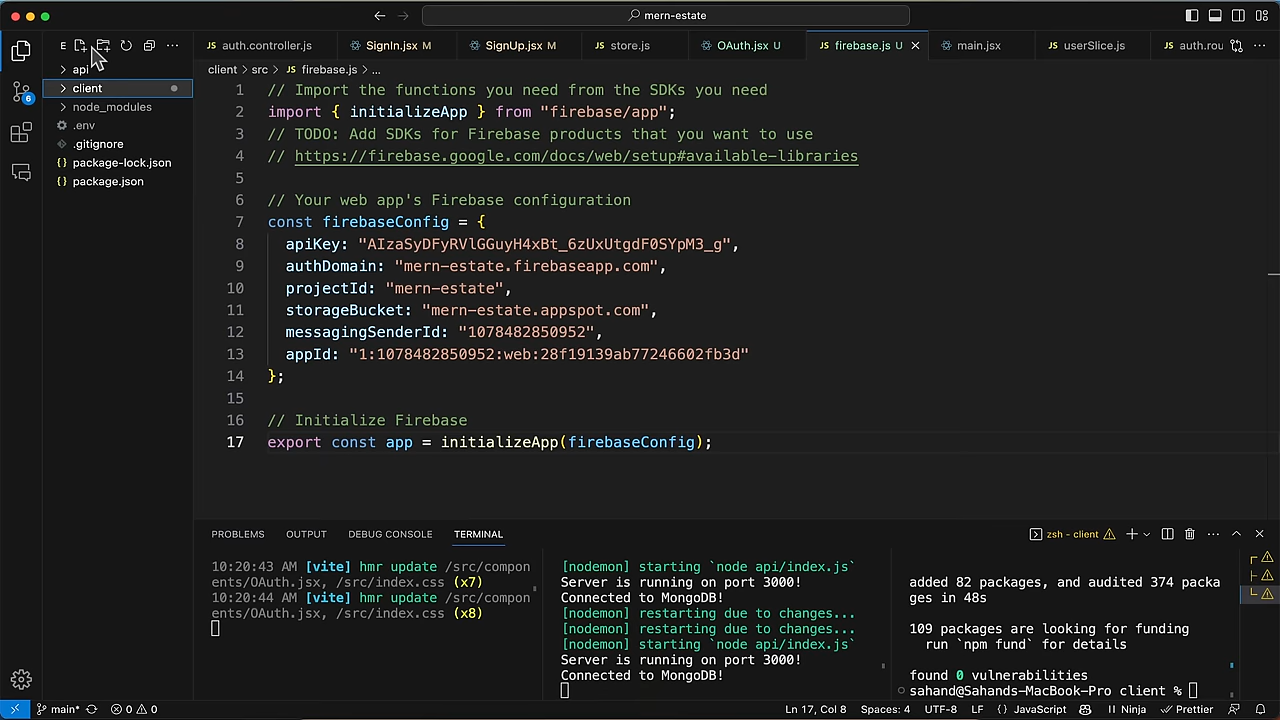 mern-estate
E
auth.controller.js
SignIn.jsx M
SignUp.jsx M
store.js
OAuth.jsx U
firebase.js U
main.jsx
userSlice.js
auth.rou
api
client
node_modules
.env
.gitignore
package-lock.json
package.json
client > src > JS firebase.js > ...
1 // Import the functions you need from the SDKs you need
2 import { initializeApp } from "firebase/app";
3 // TODO: Add SDKs for Firebase products that you want to use
4 // https://firebase.google.com/docs/web/setup#available-libraries
5
6 // Your web app's Firebase configuration
7 const firebaseConfig = {
8 apiKey: "AIzaSyDFyRVlGGuyH4xBt_6zUxUtgdF0SYpM3_g",
9 authDomain: "mern-estate.firebaseapp.com",
10 projectId: "mern-estate",
11 storageBucket: "mern-estate.appspot.com",
12 messagingSenderId: "1078482850952",
13 appId: "1:1078482850952:web:28f19139ab77246602fb3d"
14 };
15
16 // Initialize Firebase
17 export const app = initializeApp(firebaseConfig);
PROBLEMS OUTPUT DEBUG CONSOLE TERMINAL
zsh - client
10:20:43 AM [vite] hmr update /src/compon
ents/OAuth.jsx, /src/index.css (x7)
10:20:44 AM [vite] hmr update /src/compon
ents/OAuth.jsx, /src/index.css (x8)
[nodemon] starting `node api/index.js`
Server is running on port 3000!
Connected to MongoDB!
[nodemon] restarting due to changes...
[nodemon] restarting due to changes...
[nodemon] starting `node api/index.js`
Server is running on port 3000!
Connected to MongoDB!
added 82 packages, and audited 374 packa
ges in 48s
109 packages are looking for funding
run `npm fund` for details
found 0 vulnerabilities
sahand@Sahands-MacBook-Pro client %
6
main* 0 0
Ln 17, Col 8 Spaces: 4 UTF-8 LF {} JavaScript Ninja Prettier